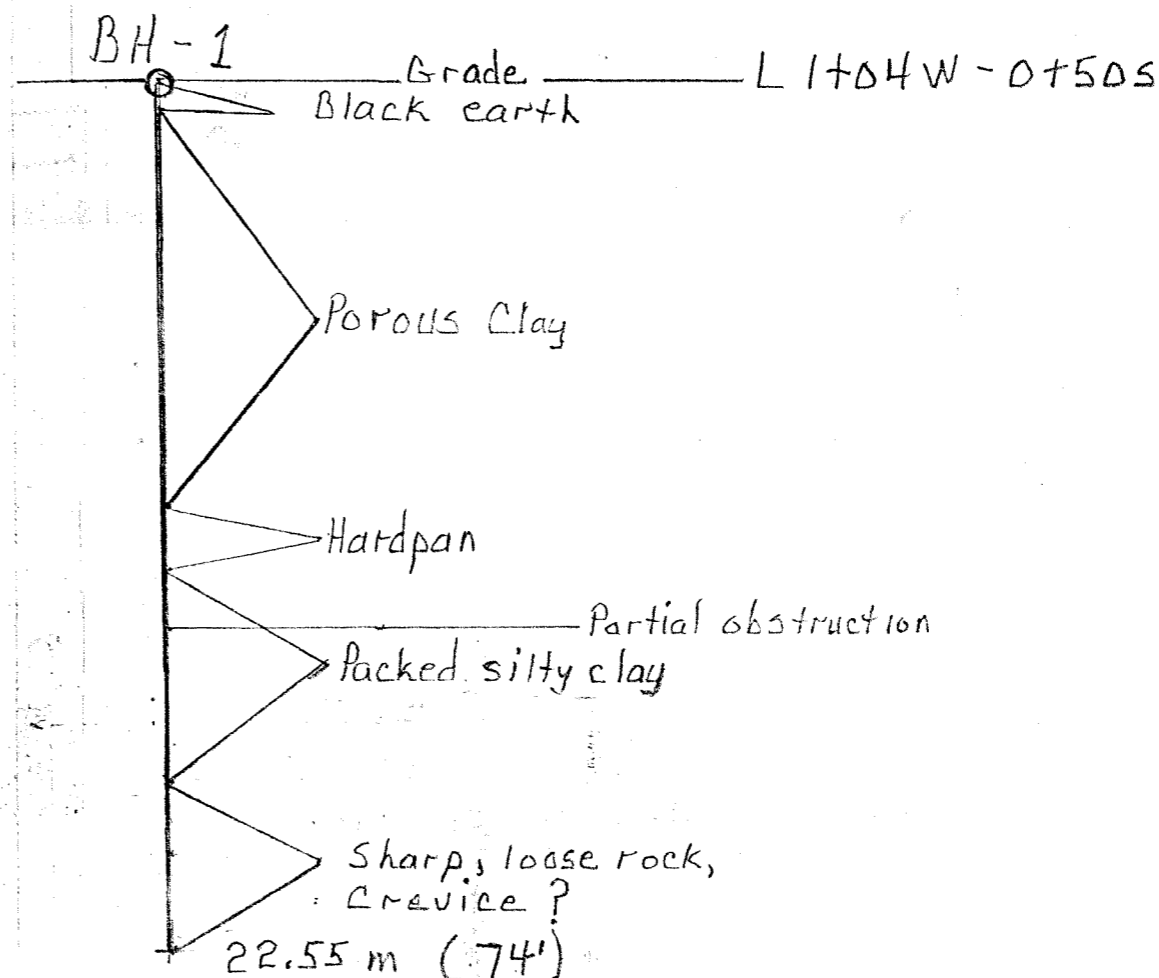 BH-1
Grade L 1+04W-0+50S
Black earth
Porous Clay
Hardpan
Partial obstruction
Packed silty clay
Sharp, loose rock,
Crevice?
22.55 m (74')